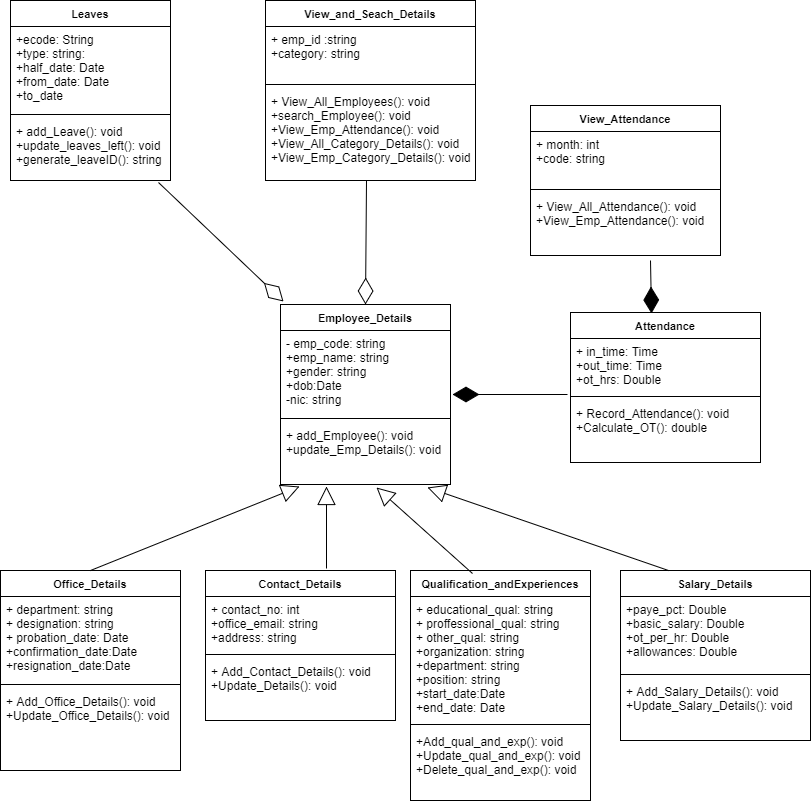 Leaves
+ecode: String
+type: string:
+half_date: Date
+from_date: Date
+to_date
+ add_Leave(): void
+update_leaves_left(): void
+generate_leaveID(): string
View_and_Seach_Details
+ emp_id :string
+category: string
+ View_All_Employees(): void
+search_Employee(): void
+View_Emp_Attendance(): void
+View_All_Category_Details(): void
+View_Emp_Category_Details(): void
View_Attendance
+ month: int
+code: string
+ View_All_Attendance(): void
+View_Emp_Attendance(): void
Employee_Details
- emp_code: string
+emp_name: string
+gender: string
+dob:Date
-nic: string
+ add_Employee(): void
+update_Emp_Details(): void
Attendance
+ in_time: Time
+out_time: Time
+ot_hrs: Double
+ Record_Attendance(): void
+Calculate_OT(): double
Office_Details
+ department: string
+ designation: string
+ probation_date: Date
+confirmation_date:Date
+resignation_date:Date
+ Add_Office_Details(): void
+Update_Office_Details(): void
Contact_Details
+ contact_no: int
+office_email: string
+address: string
+ Add_Contact_Details(): void
+Update_Details(): void
Qualification_andExperiences
+ educational_qual: string
+ proffessional_qual: string
+ other_qual: string
+organization: string
+department: string
+position: string
+start_date:Date
+end_date: Date
+Add_qual_and_exp(): void
+Update_qual_and_exp(): void
+Delete_qual_and_exp(): void
Salary_Details
+paye_pct: Double
+basic_salary: Double
+ot_per_hr: Double
+allowances: Double
+ Add_Salary_Details(): void
+Update_Salary_Details(): void